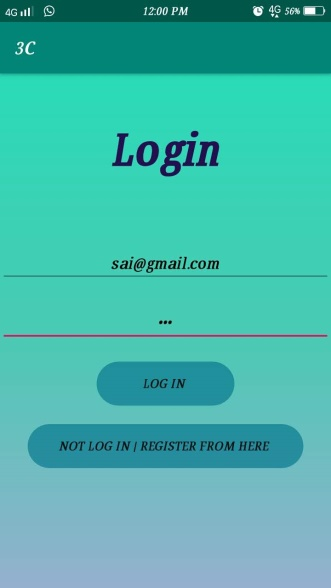 4G 12:00 PM 4G 56%
3C
Login
sai@gmail.com
•••
LOG IN
NOT LOG IN | REGISTER FROM HERE